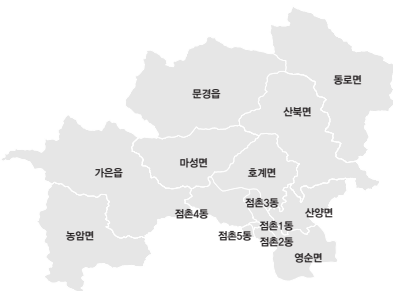 동로면
문경읍
산북면
마성면
가은읍
호계면
점촌3동
산양면
점촌4동
점촌1동
농암면
점촌5동
점촌2동
영순면